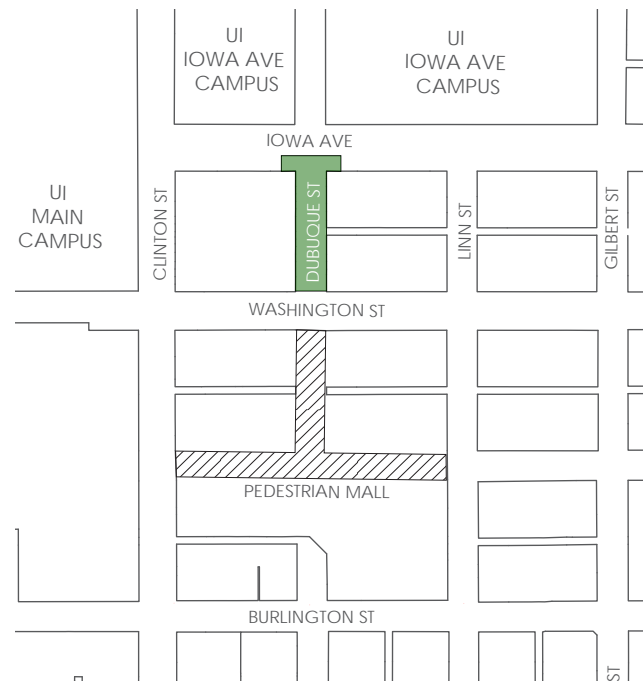 UI
IOWA AVE
CAMPUS
UI
IOWA AVE
CAMPUS
IOWA AVE
UI
MAIN
CAMPUS
CLINTON ST
DUBUQUE ST
LINN ST
GILBERT ST
WASHINGTON ST
PEDESTRIAN MALL
BURLINGTON ST
ST